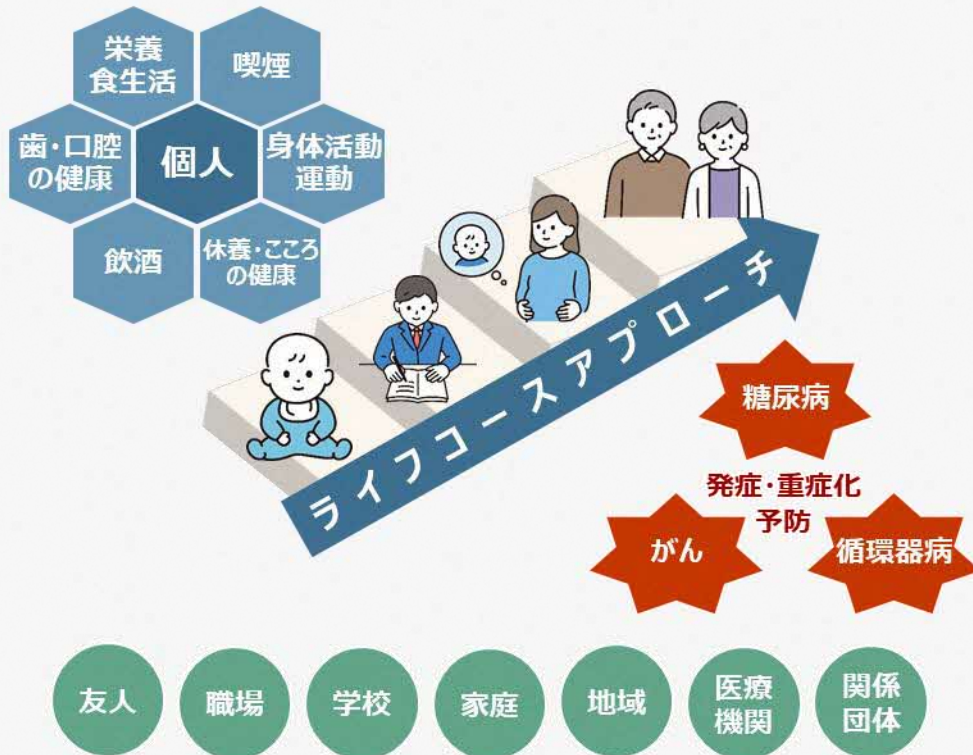 栄養
食生活
喫煙
歯・口腔
の健康
個人
身体活動
運動
飲酒
休養・こころ
の健康
ライフコースアプローチ
糖尿病
発症・重症化
予防
がん
循環器病
友人
職場
学校
家庭
地域
医療
機関
関係
団体